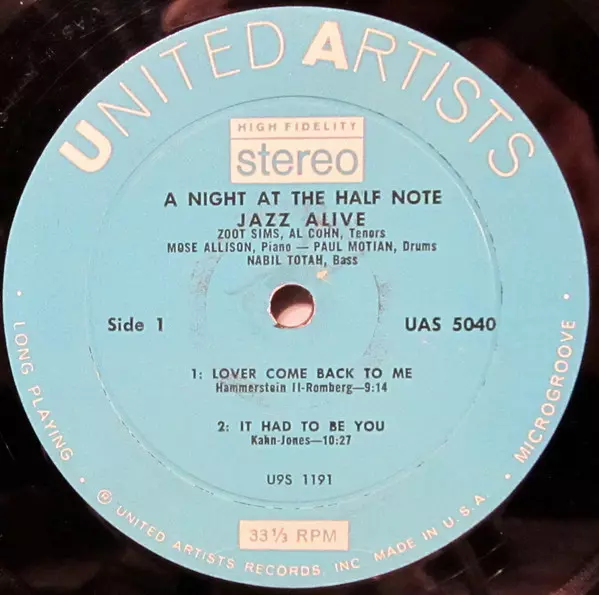 UNITED ARTISTS
HIGH FIDELITY
stereo
A NIGHT AT THE HALF NOTE
JAZZ ALIVE
ZOOT SIMS, AL COHN, Tenors
MOSE ALLISON, Piano — PAUL MOTIAN, Drums
NABIL TOTAH, Bass
Side 1
UAS 5040
1: LOVER COME BACK TO ME
Hammerstein II-Romberg—9:14
2: IT HAD TO BE YOU
Kahn-Jones—10:27
U9S 1191
33⅓ RPM
• LONG PLAYING • ® UNITED ARTISTS RECORDS, INC MADE IN U.S.A. • MICROGROOVE •